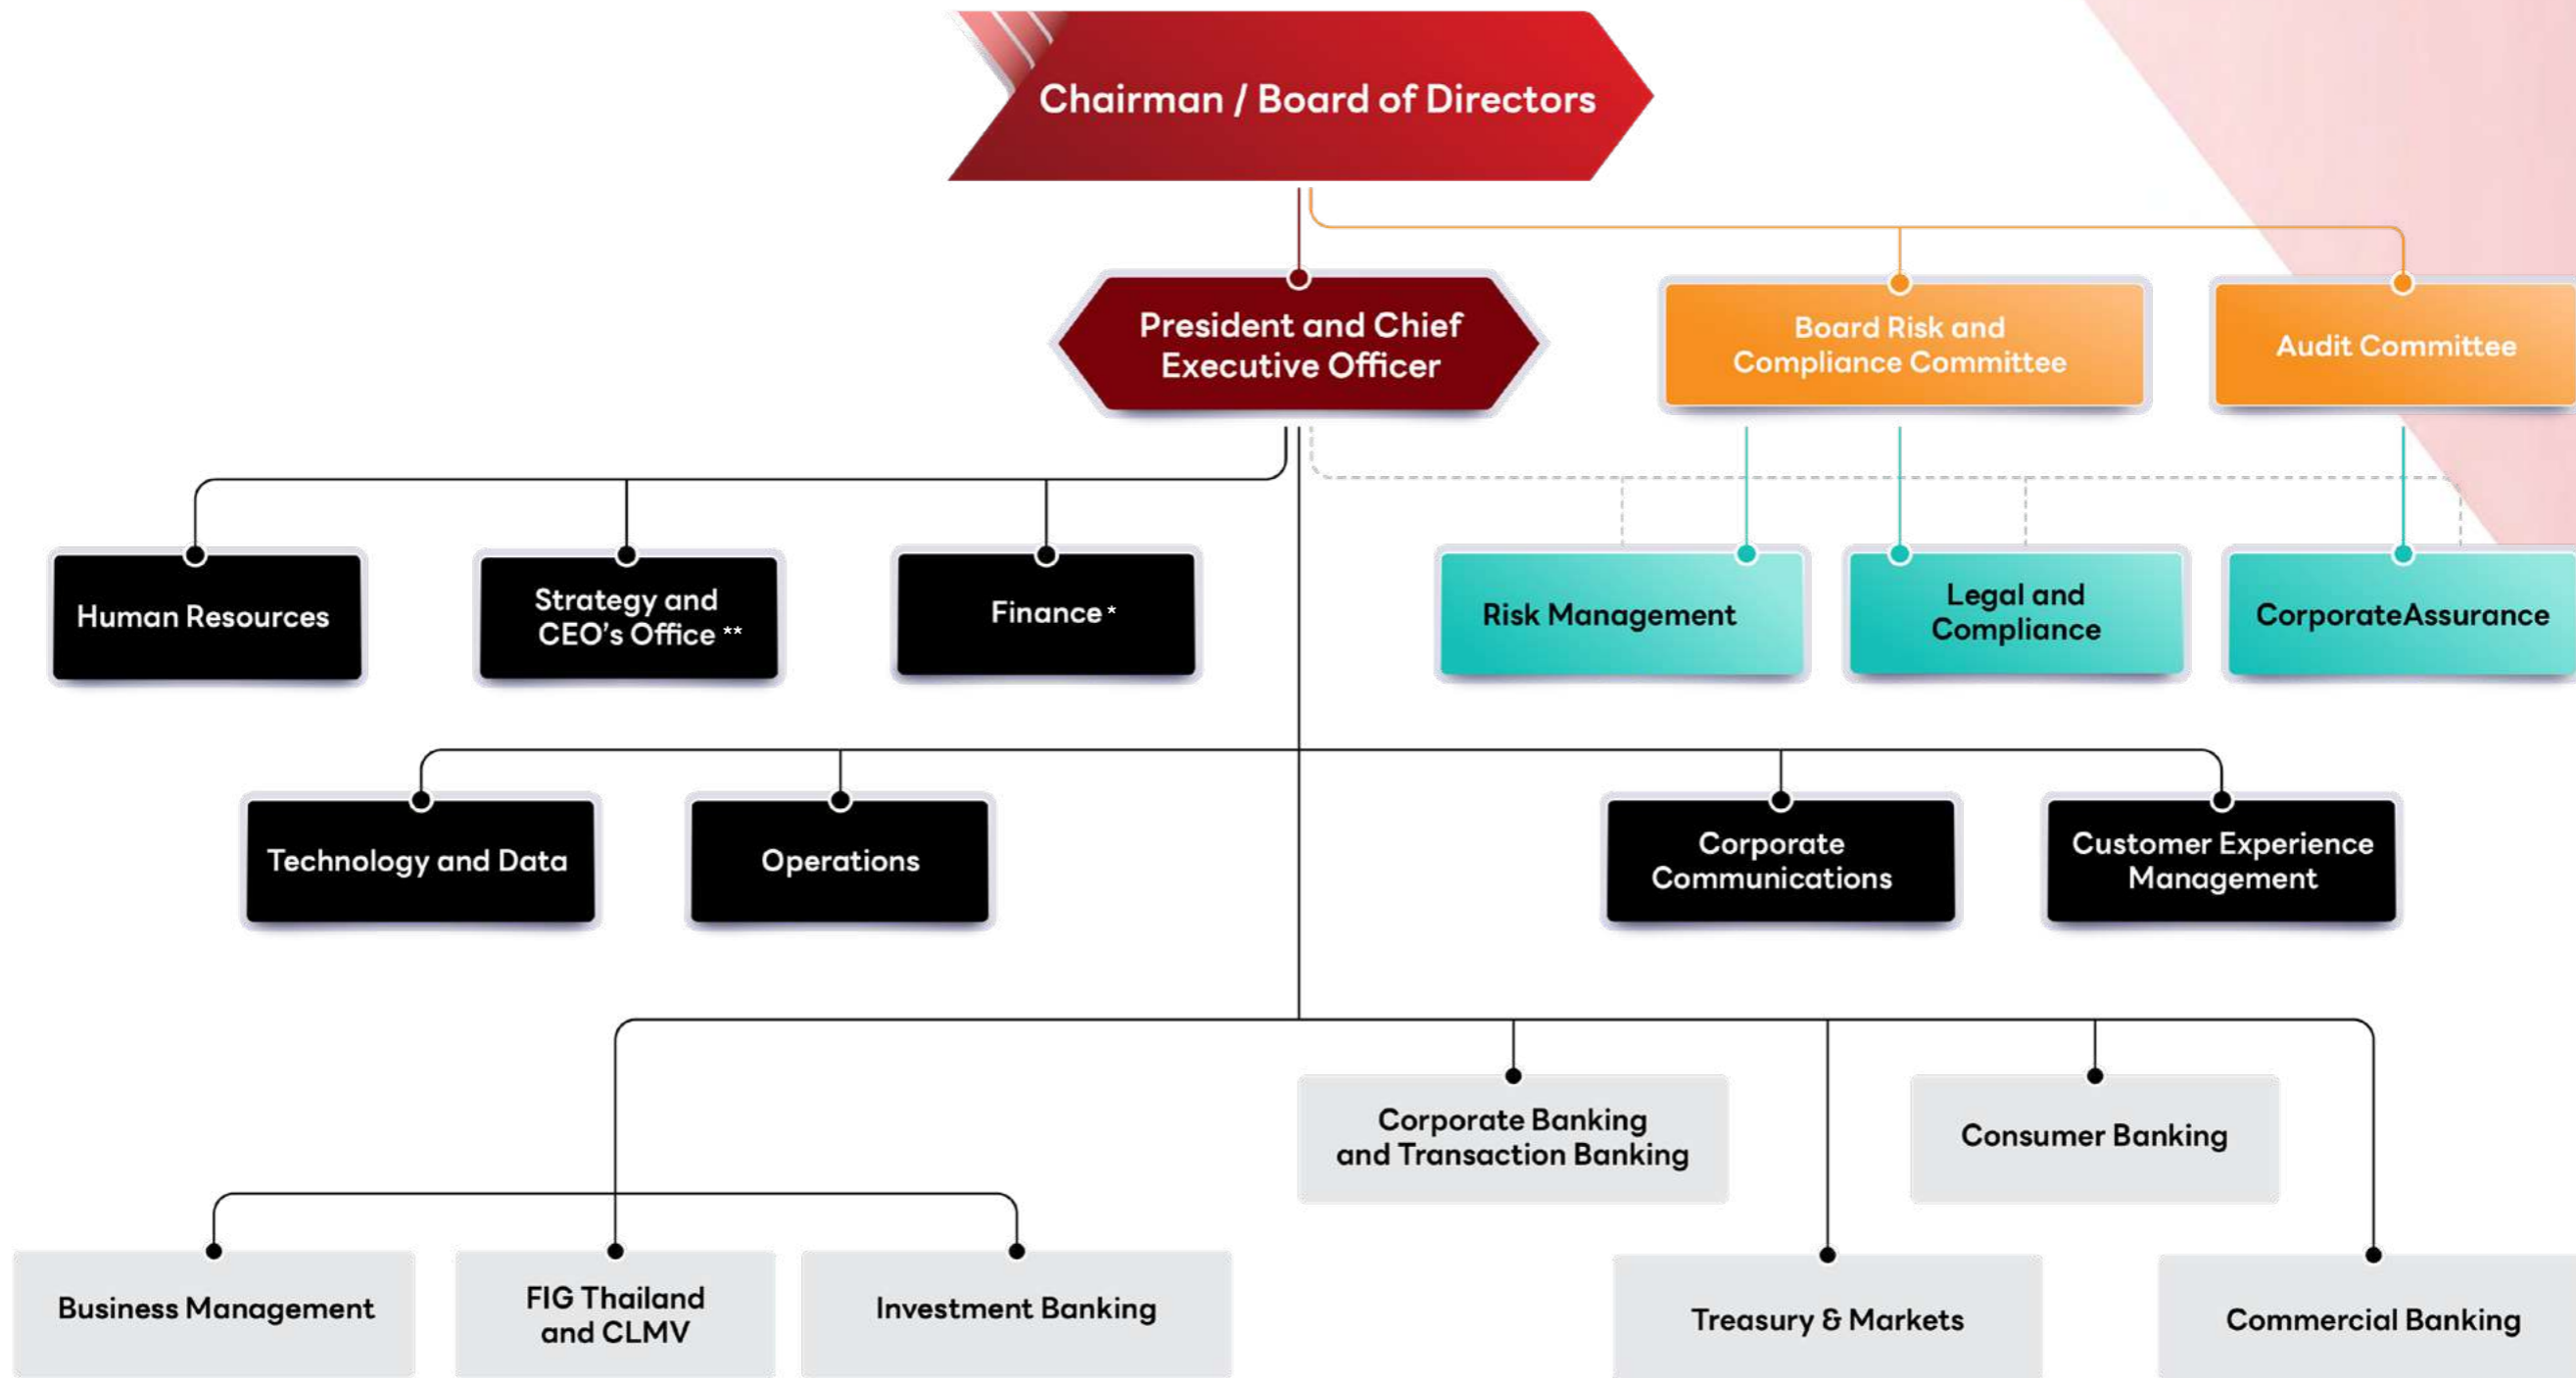 Chairman / Board of Directors
President and Chief
Executive Officer
Board Risk and
Compliance Committee
Audit Committee
Human Resources
Strategy and
CEO's Office **
Finance *
Risk Management
Legal and
Compliance
CorporateAssurance
Technology and Data
Operations
Corporate
Communications
Customer Experience
Management
Corporate Banking
and Transaction Banking
Consumer Banking
Business Management
FIG Thailand
and CLMV
Investment Banking
Treasury & Markets
Commercial Banking